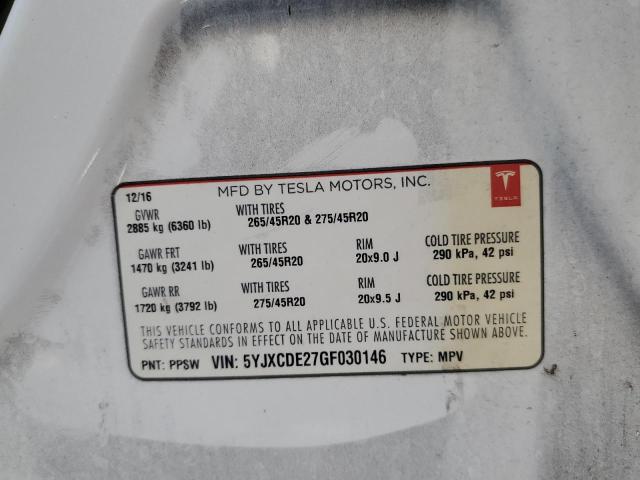 12/16 MFD BY TESLA MOTORS, INC.
TESLA
GVWR WITH TIRES
2885 kg (6360 lb) 265/45R20 & 275/45R20
GAWR FRT WITH TIRES RIM COLD TIRE PRESSURE
1470 kg (3241 lb) 265/45R20 20x9.0 J 290 kPa, 42 psi
GAWR RR WITH TIRES RIM COLD TIRE PRESSURE
1720 kg (3792 lb) 275/45R20 20x9.5 J 290 kPa, 42 psi
THIS VEHICLE CONFORMS TO ALL APPLICABLE U.S. FEDERAL MOTOR VEHICLE
SAFETY STANDARDS IN EFFECT ON THE DATE OF MANUFACTURE SHOWN ABOVE.
PNT: PPSW VIN: 5YJXCDE27GF030146 TYPE: MPV